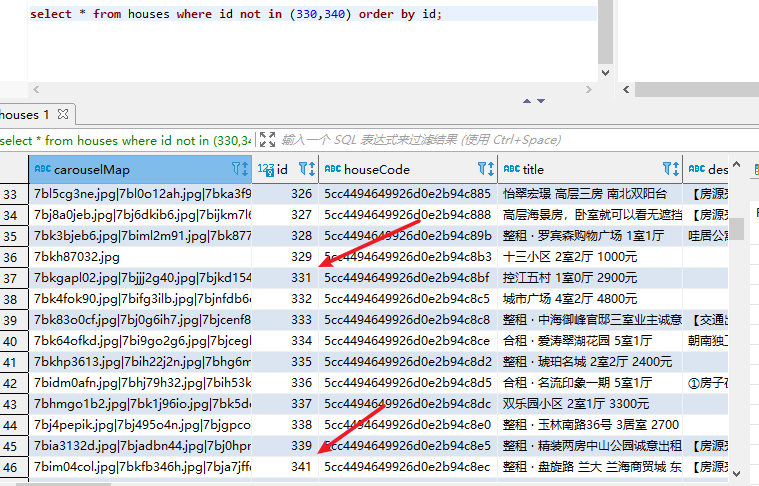 select * from houses where id not in (330,340) order by id;
houses 1
select * from houses where id not in (330,34 输入一个 SQL 表达式来过滤结果 (使用 Ctrl+Space)
ABC carouselMap 123 id ABC houseCode ABC title ABC des
33 7bl5cg3ne.jpg|7bl0o12ah.jpg|7bka3f9 326 5cc4494649926d0e2b94c885 怡翠宏璟 高层三房 南北双阳台 【房源亮
34 7bj8a0jeb.jpg|7bj6dkib6.jpg|7bijkm7l6 327 5cc4494649926d0e2b94c888 高层海景房，卧室就可以看无遮挡 【房源
35 7bk3bjeb6.jpg|7biml2m91.jpg|7bk877 328 5cc4494649926d0e2b94c89b 整租 · 罗宾森购物广场 1室1厅 哇居公寓
36 7bkh87032.jpg 329 5cc4494649926d0e2b94c8b3 十三小区 2室2厅 1000元
37 7bkgapl02.jpg|7bjjj2g40.jpg|7bjkd154 331 5cc4494649926d0e2b94c8bf 控江五村 1室0厅 2900元
38 7bk4fok90.jpg|7bifg3ilb.jpg|7bjnfdb6 332 5cc4494649926d0e2b94c8c5 城市广场 4室2厅 4800元
39 7bk83o0cf.jpg|7bj0g6ih7.jpg|7bjcenf8 333 5cc4494649926d0e2b94c8c8 整租 · 中海御峰官邸三室业主诚意 【交通出
40 7bk64ofkd.jpg|7bi9go2g6.jpg|7bjcegl 334 5cc4494649926d0e2b94c8ce 合租 · 爱涛翠湖花园 5室1厅 朝南独卫
41 7bkhp3613.jpg|7bih22j2n.jpg|7bhg6m 335 5cc4494649926d0e2b94c8d2 整租 · 琥珀名城 2室2厅 2400元
42 7bidm0afn.jpg|7bhj79h32.jpg|7bih53k 336 5cc4494649926d0e2b94c8d5 合租 · 名流印象一期 5室1厅 ①房子在
43 7bhmgo1b2.jpg|7bk1j96io.jpg|7bk5d 337 5cc4494649926d0e2b94c8dc 双乐园小区 2室1厅 3300元
44 7bj4pepik.jpg|7bj495o4n.jpg|7bjgpco 338 5cc4494649926d0e2b94c8e0 整租 · 玉林南路36号 3居室 2700
45 7bia3132d.jpg|7bjadbn44.jpg|7bj0hpr 339 5cc4494649926d0e2b94c8e5 整租 · 精装两房中山公园诚意出租 【房源
46 7bim04col.jpg|7bkfb346h.jpg|7bja7jff 341 5cc4494649926d0e2b94c8ec 整租 · 盘旋路 兰大 兰海商贸城 东